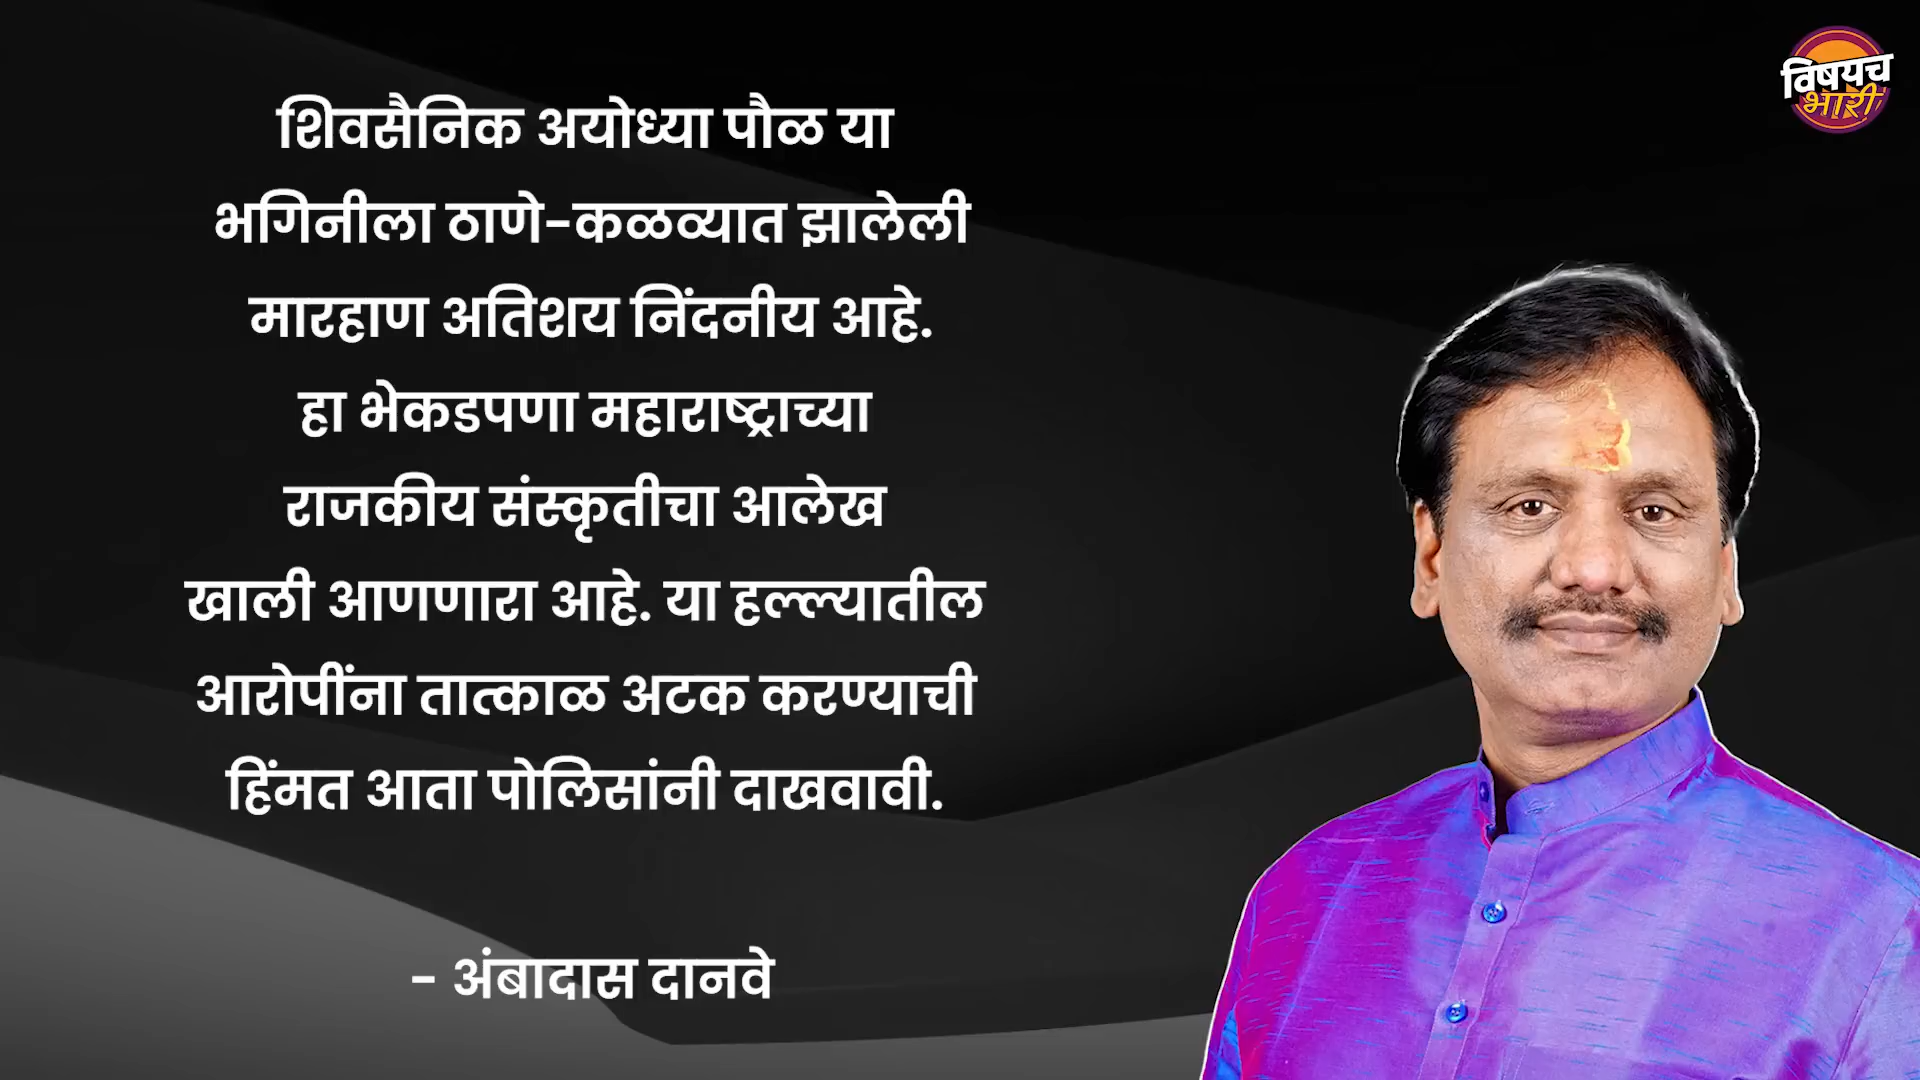 विषयच
भारी
शिवसैनिक अयोध्या पौळ या
भगिनीला ठाणे-कळव्यात झालेली
मारहाण अतिशय निंदनीय आहे.
हा भेकडपणा महाराष्ट्राच्या
राजकीय संस्कृतीचा आलेख
खाली आणणारा आहे. या हल्ल्यातील
आरोपींना तात्काळ अटक करण्याची
हिंमत आता पोलिसांनी दाखवावी.
- अंबादास दानवे